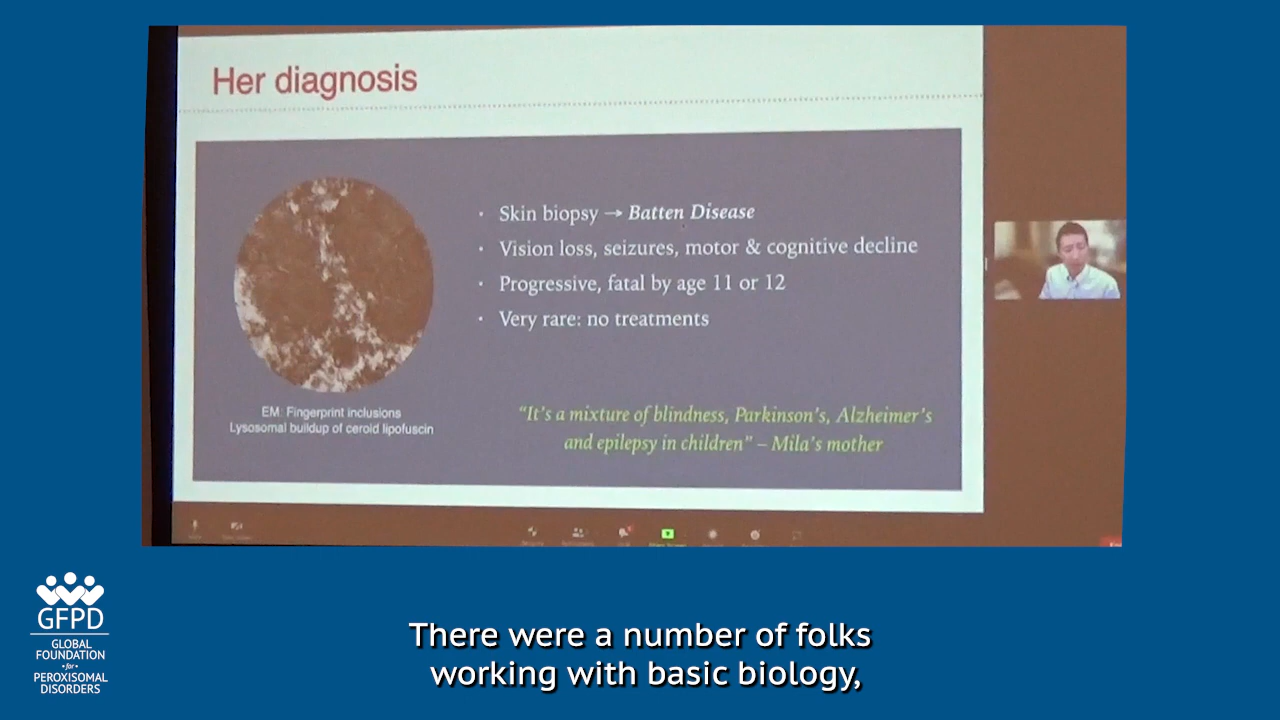 Her diagnosis
· Skin biopsy → Batten Disease
· Vision loss, seizures, motor & cognitive decline
· Progressive, fatal by age 11 or 12
· Very rare: no treatments
EM: Fingerprint inclusions
Lysosomal buildup of ceroid lipofuscin
“It’s a mixture of blindness, Parkinson’s, Alzheimer’s
and epilepsy in children” – Mila’s mother
GFPD
GLOBAL
FOUNDATION
for
PEROXISOMAL
DISORDERS
There were a number of folks
working with basic biology,